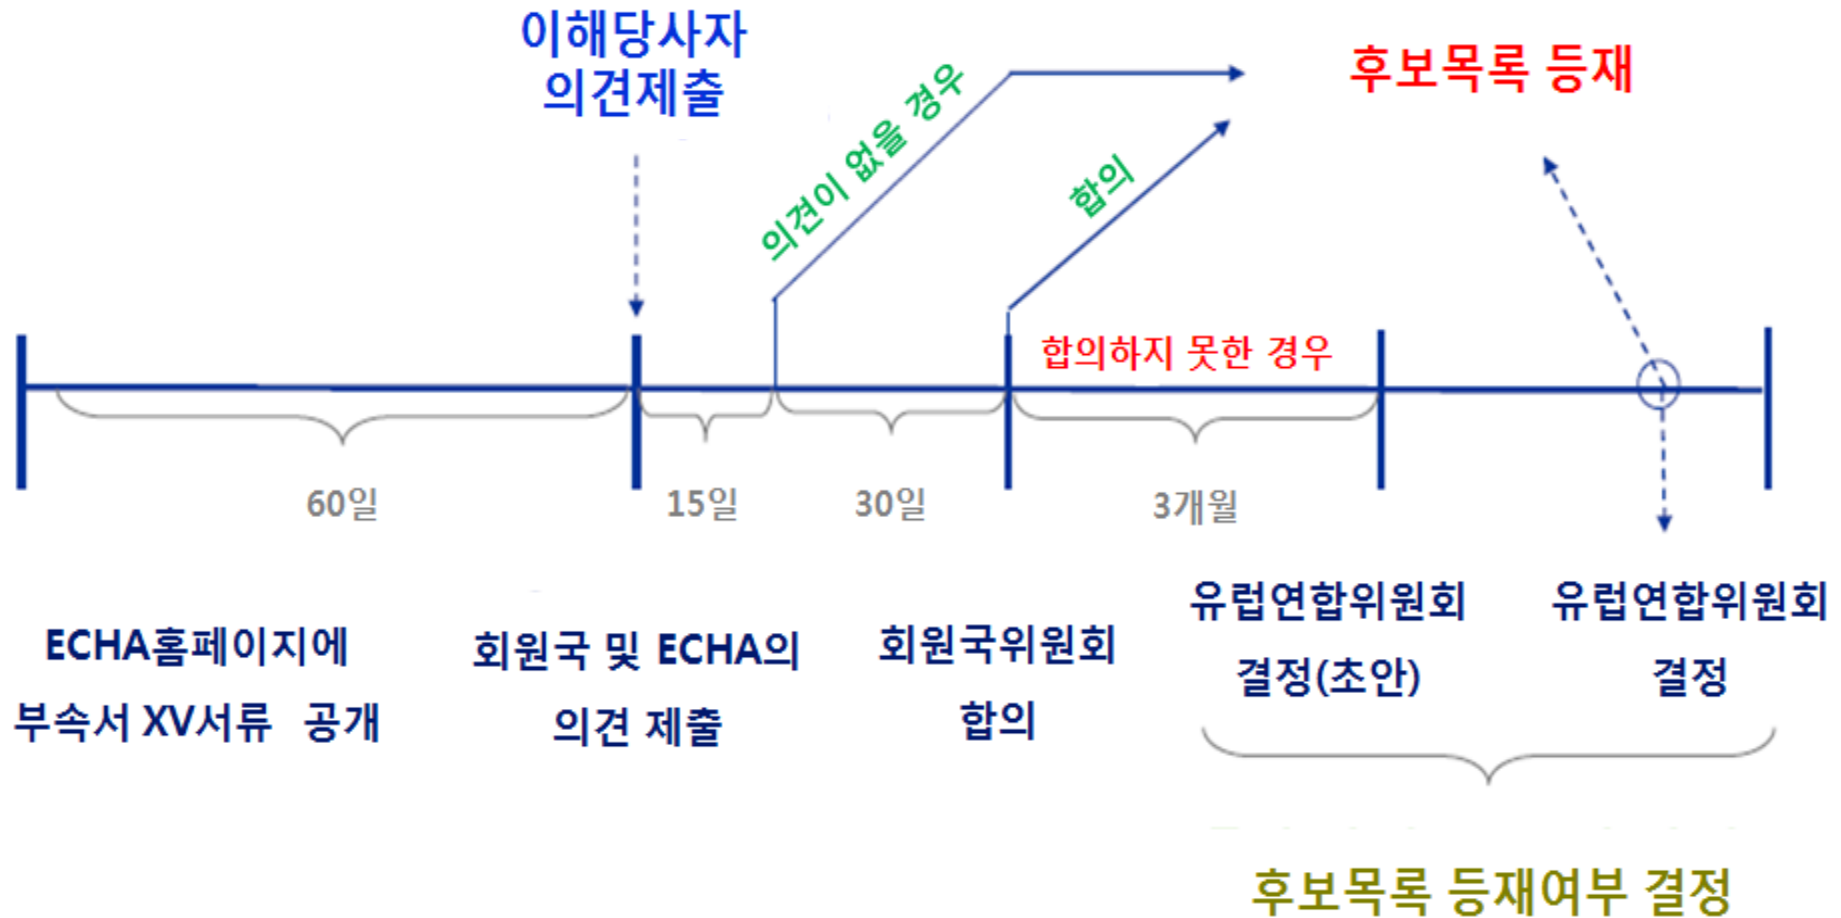 이해당사자
의견제출
의견이 없을 경우
합의
후보목록 등재
합의하지 못한 경우
60일
15일
30일
3개월
ECHA홈페이지에
부속서 XV서류 공개
회원국 및 ECHA의
의견 제출
회원국위원회
합의
유럽연합위원회
결정(초안)
유럽연합위원회
결정
후보목록 등재여부 결정